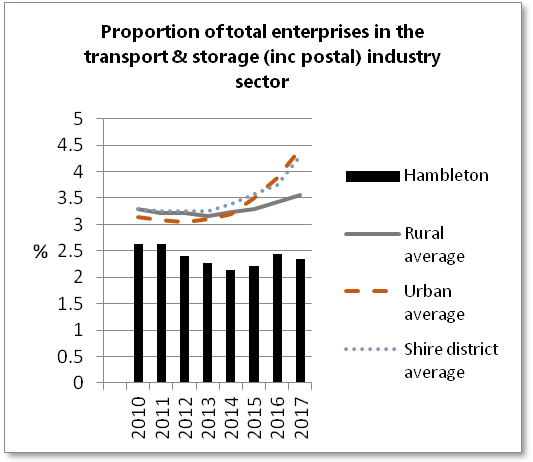 Proportion of total enterprises in the
transport & storage (inc postal) industry
sector
5
4.5
4
3.5
3
2.5
2
1.5
1
0.5
0
%
2010
2011
2012
2013
2014
2015
2016
2017
Hambleton
Rural
average
Urban
average
Shire district
average